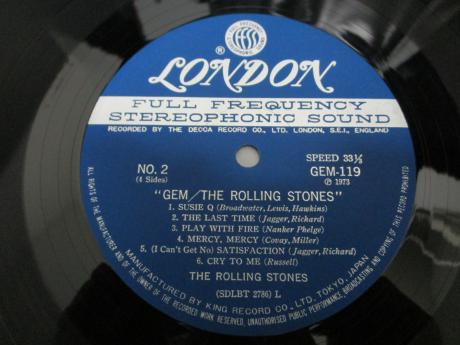 LONDON
®
FULL FREQUENCY
STEREOPHONIC SOUND
RECORDED BY THE DECCA RECORD CO., LTD. LONDON, S.E.I., ENGLAND
NO. 2
(4 Sides)
SPEED 33⅓
GEM-119
Ⓟ 1973
"GEM/THE ROLLING STONES"
1. SUSIE Q (Broadwater, Lewis, Hawkins)
2. THE LAST TIME (Jagger, Richard)
3. PLAY WITH FIRE (Nanker Phelge)
4. MERCY, MERCY (Covay, Miller)
5. (I Can't Get No) SATISFACTION (Jagger, Richard)
6. CRY TO ME (Russell)
THE ROLLING STONES
(SDLBT 2786) L
MANUFACTURED BY KING RECORD CO., LTD. TOKYO, JAPAN
ALL RIGHTS OF THE MANUFACTURER AND OF THE OWNER OF THE RECORDED WORK RESERVED. UNAUTHORISED PUBLIC PERFORMANCE, BROADCASTING AND COPYING OF THIS RECORD PROHIBITED